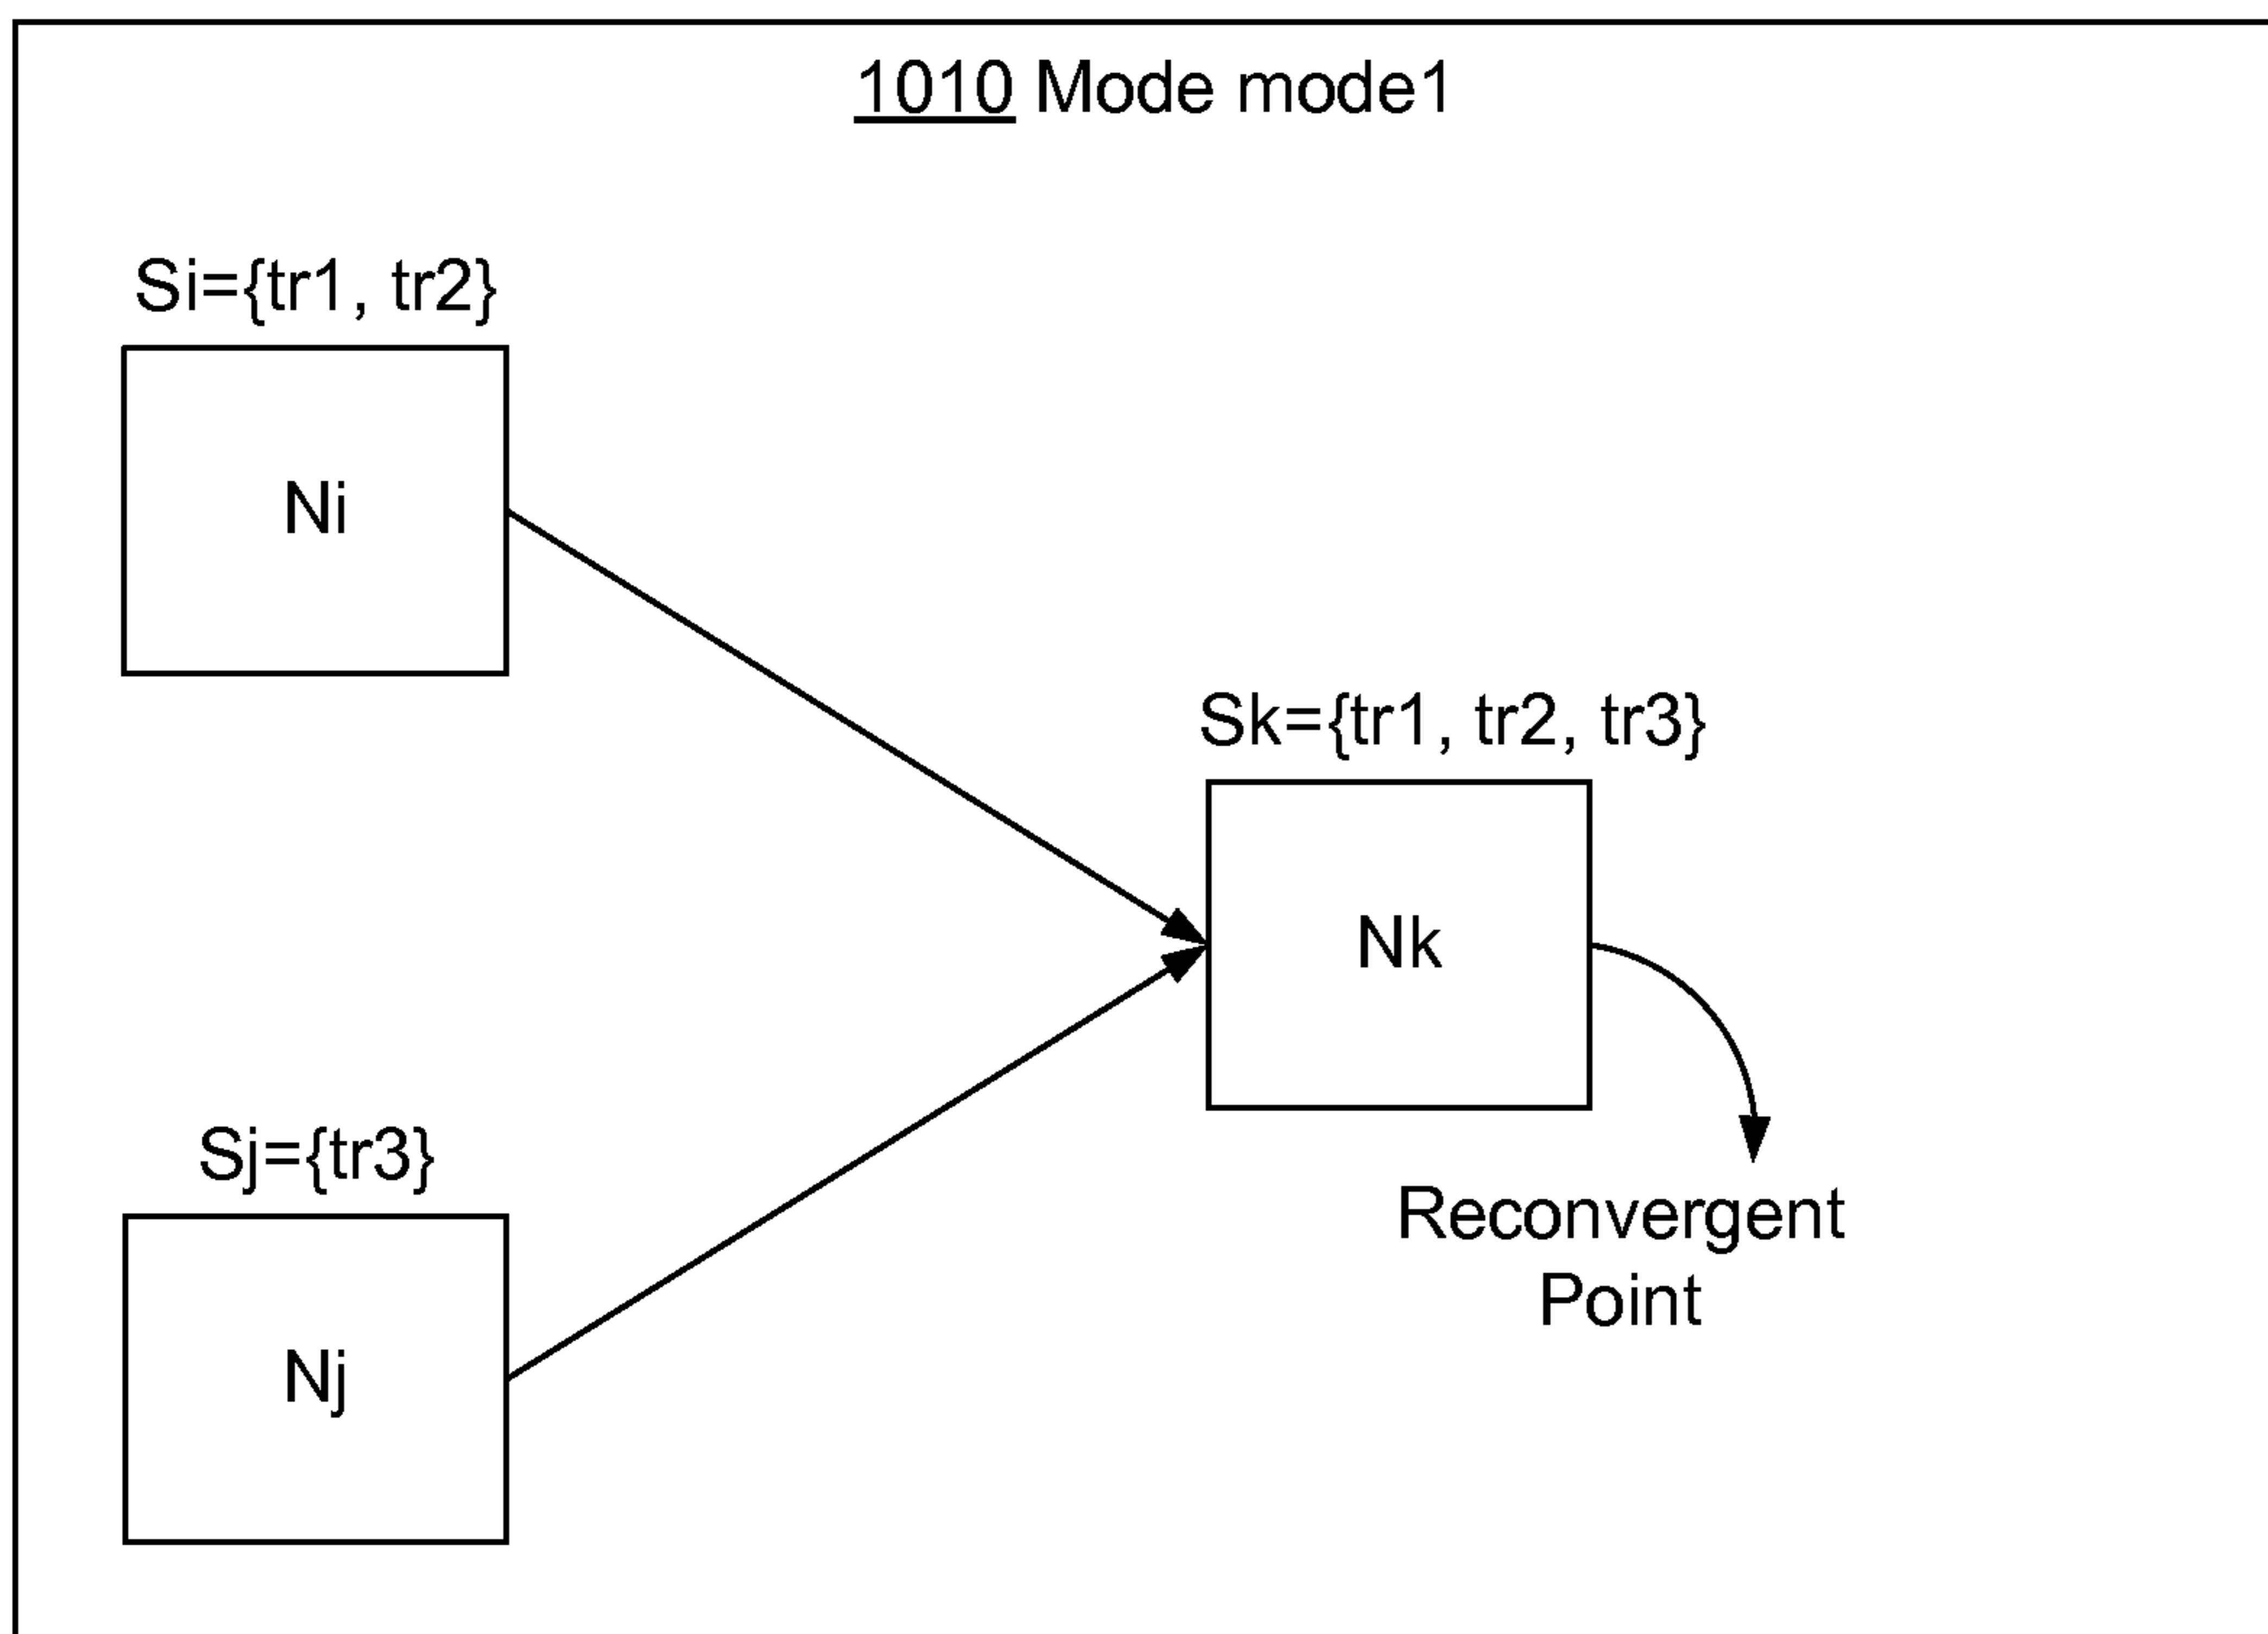 1010 Mode mode1
Si={tr1, tr2}
Ni
Sk={tr1, tr2, tr3}
Nk
Sj={tr3}
Reconvergent
Point
Nj